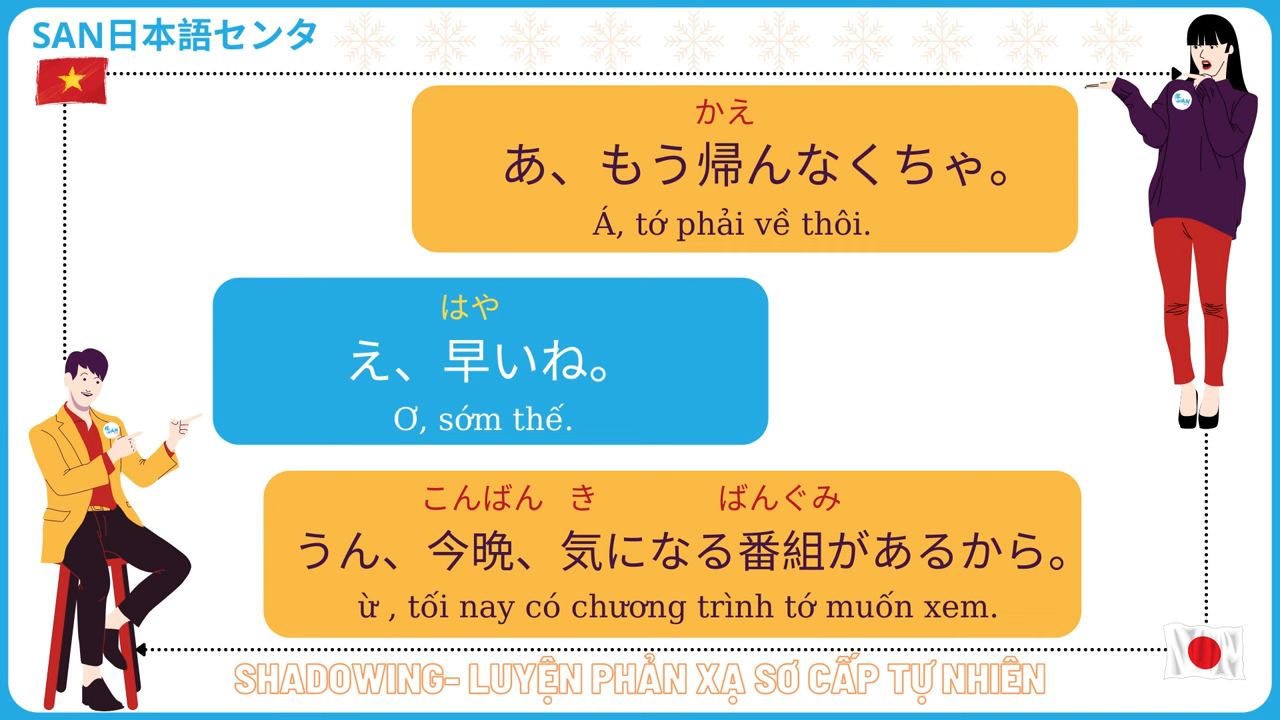 SAN日本語センタ
かえ
あ、もう帰んなくちゃ。
Á, tớ phải về thôi.
はや
え、早いね。
Ơ, sớm thế.
こんばん き ばんぐみ
うん、今晩、気になる番組があるから。
ừ , tối nay có chương trình tớ muốn xem.
SHADOWING- LUYỆN PHẢN XẠ SƠ CẤP TỰ NHIÊN